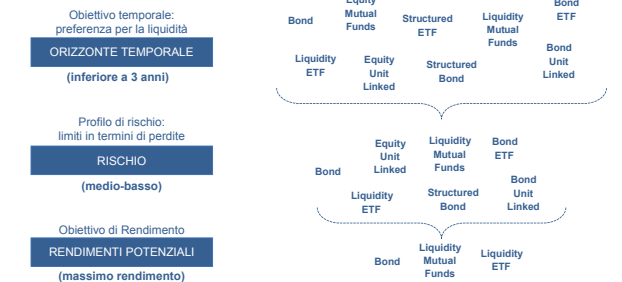 Obiettivo temporale:
preferenza per la liquidità
ORIZZONTE TEMPORALE
(inferiore a 3 anni)
Bond
Equity
Mutual
Funds
Structured
ETF
Liquidity
Mutual
Funds
Bond
ETF
Liquidity
ETF
Equity
Unit
Linked
Structured
Bond
Bond
Unit
Linked
Profilo di rischio:
limiti in termini di perdite
RISCHIO
(medio-basso)
Bond
Equity
Unit
Linked
Liquidity
Mutual
Funds
Bond
ETF
Liquidity
ETF
Structured
Bond
Bond
Unit
Linked
Obiettivo di Rendimento
RENDIMENTI POTENZIALI
(massimo rendimento)
Bond
Liquidity
Mutual
Funds
Liquidity
ETF